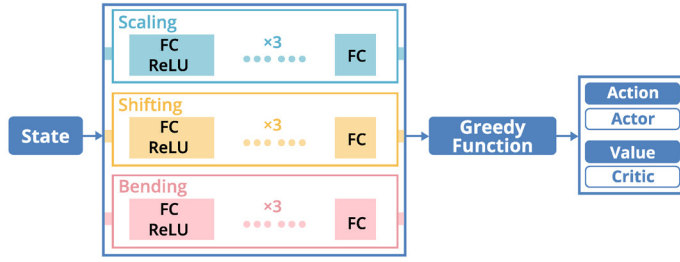 State
Scaling
FC
ReLU
×3
FC
Shifting
FC
ReLU
×3
FC
Bending
FC
ReLU
×3
FC
Greedy
Function
Action
Actor
Value
Critic